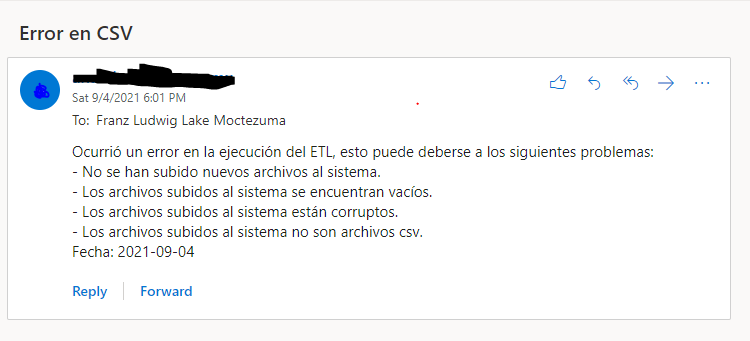 Error en CSV
Sat 9/4/2021 6:01 PM
To: Franz Ludwig Lake Moctezuma
Ocurrió un error en la ejecución del ETL, esto puede deberse a los siguientes problemas:
- No se han subido nuevos archivos al sistema.
- Los archivos subidos al sistema se encuentran vacíos.
- Los archivos subidos al sistema están corruptos.
- Los archivos subidos al sistema no son archivos csv.
Fecha: 2021-09-04
Reply
Forward